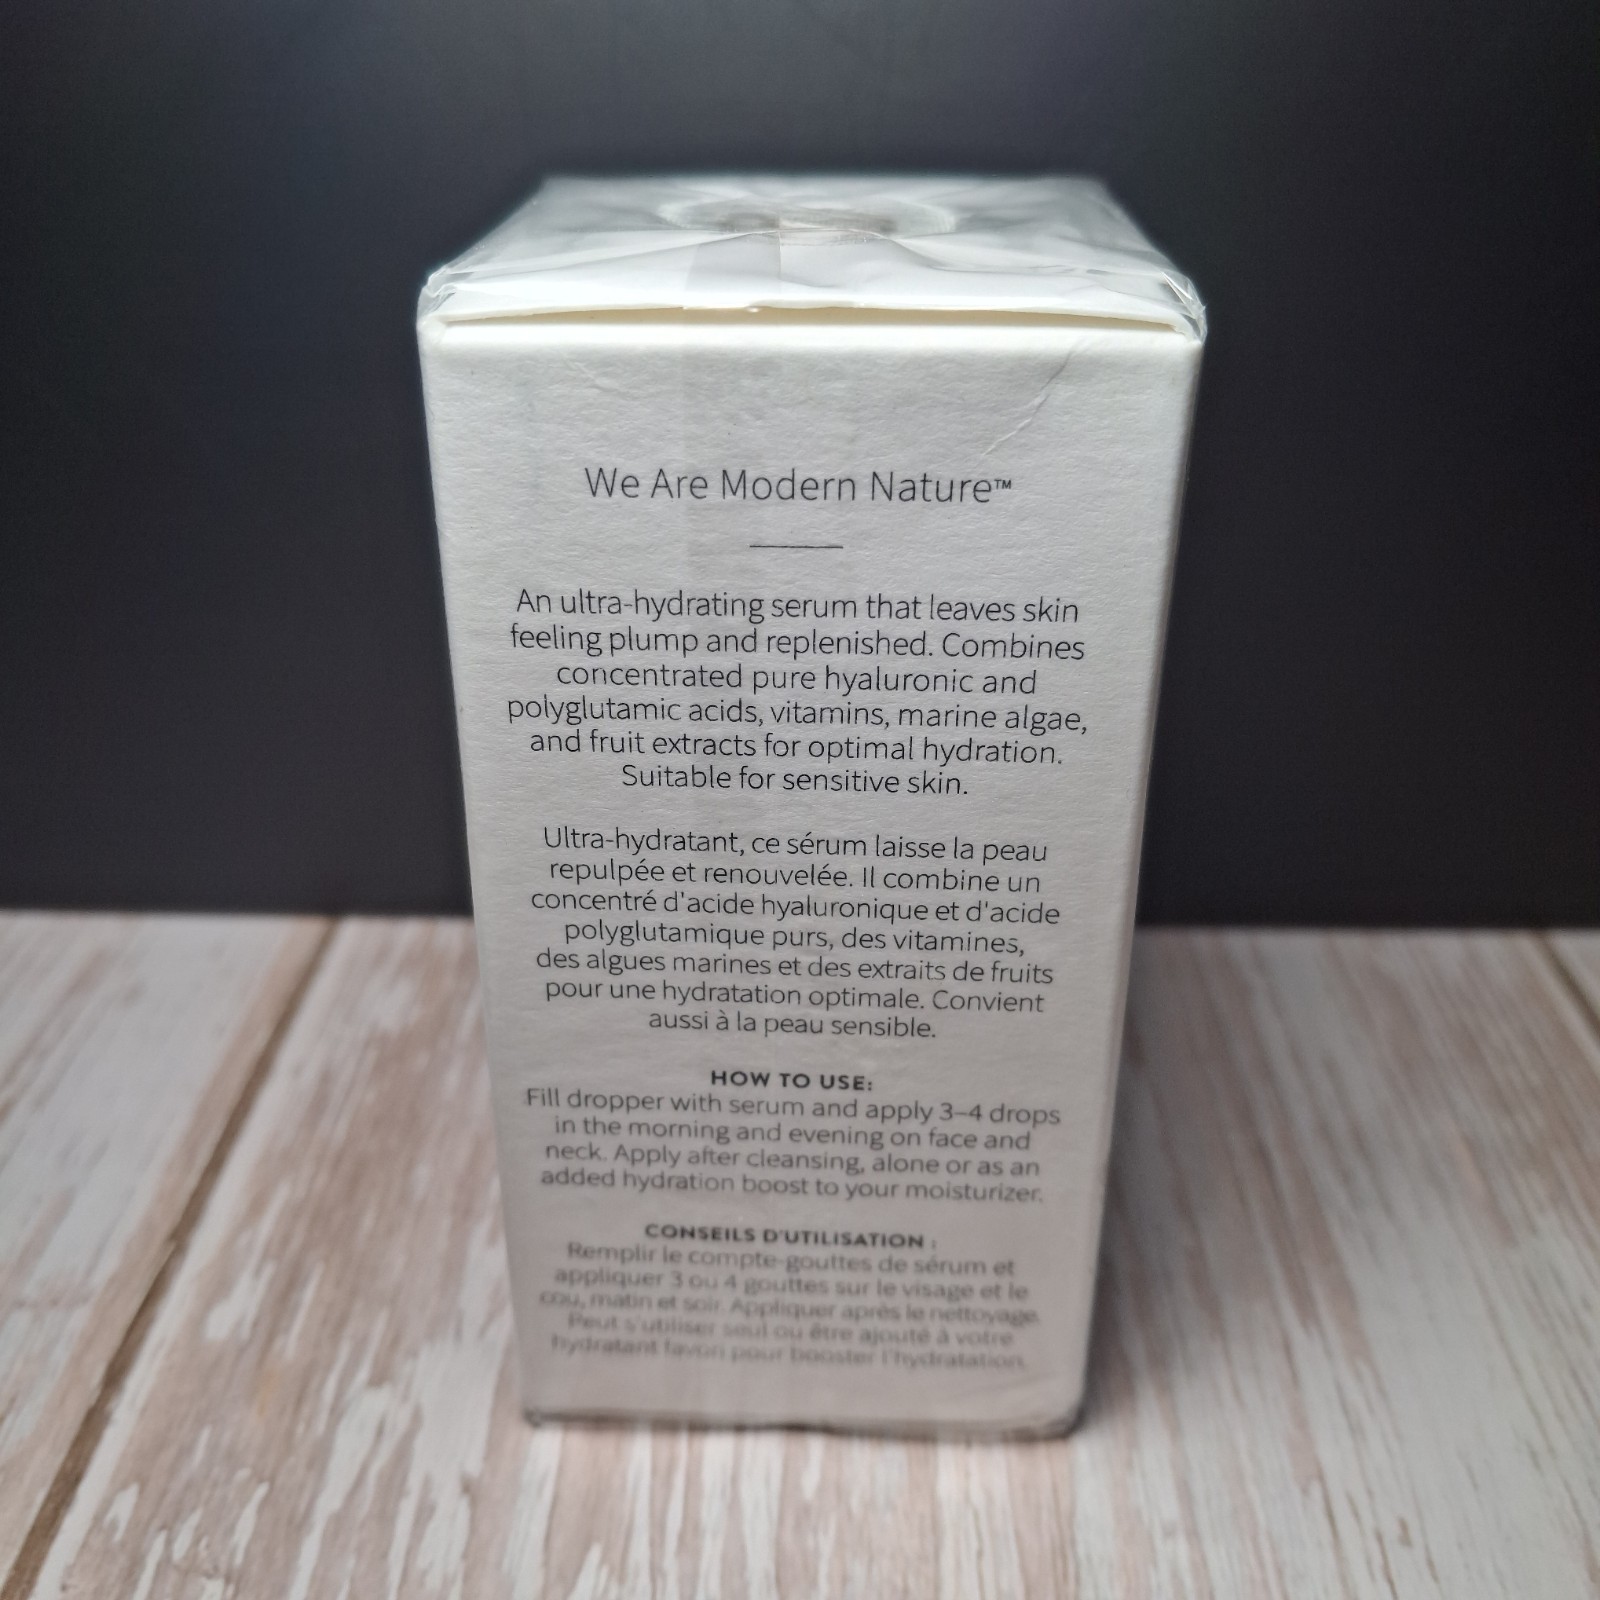 We Are Modern Nature™
An ultra-hydrating serum that leaves skin
feeling plump and replenished. Combines
concentrated pure hyaluronic and
polyglutamic acids, vitamins, marine algae,
and fruit extracts for optimal hydration.
Suitable for sensitive skin.
Ultra-hydratant, ce sérum laisse la peau
repulpée et renouvelée. Il combine un
concentré d'acide hyaluronique et d'acide
polyglutamique purs, des vitamines,
des algues marines et des extraits de fruits
pour une hydratation optimale. Convient
aussi à la peau sensible.
HOW TO USE:
Fill dropper with serum and apply 3–4 drops
in the morning and evening on face and
neck. Apply after cleansing, alone or as an
added hydration boost to your moisturizer.
CONSEILS D'UTILISATION :
Remplir le compte-gouttes de sérum et
appliquer 3 ou 4 gouttes sur le visage et le
cou, matin et soir. Appliquer après le nettoyage.
Peut s'utiliser seul ou être ajouté à votre
hydratant favori pour booster l'hydratation.